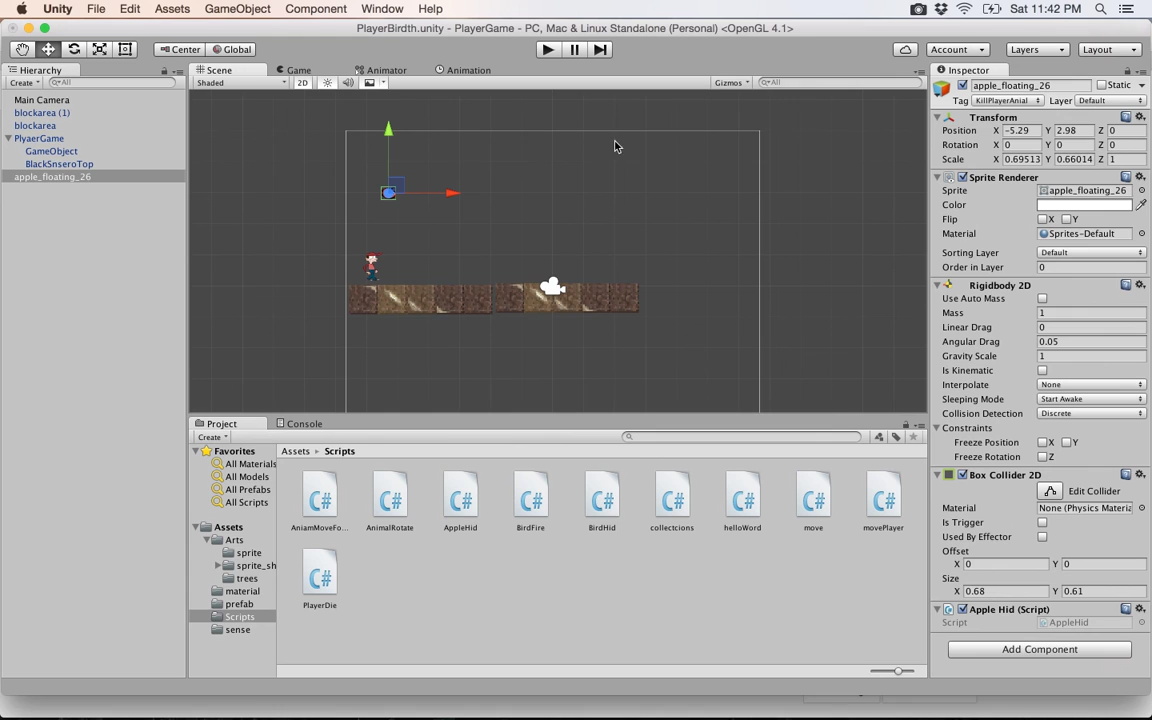 Unity File Edit Assets GameObject Component Window Help Sat 11:42 PM
PlayerBirdth.unity - PlyaerGame - PC, Mac & Linux Standalone (Personal) <OpenGL 4.1>
Center Global Account Layers Layout
Hierarchy Scene Game Animator Animation Inspector
Create All Shaded 2D Gizmos All apple_floating_26 Static
Main Camera Tag KillPlayerAnial Layer Default
blockarea (1) Transform
blockarea Position X -5.29 Y 2.98 Z 0
PlyaerGame Rotation X 0 Y 0 Z 0
GameObject Scale X 0.69513 Y 0.66014 Z 1
BlackSnseroTop
apple_floating_26 Sprite Renderer
Sprite apple_floating_26
Color
Flip X Y
Material Sprites-Default
Sorting Layer Default
Order in Layer 0
Rigidbody 2D
Use Auto Mass
Mass 1
Linear Drag 0
Angular Drag 0.05
Gravity Scale 1
Is Kinematic
Interpolate None
Sleeping Mode Start Awake
Collision Detection Discrete
Project Console Constraints
Create Freeze Position X Y
Favorites Assets Scripts Freeze Rotation Z
All Materials
All Models Box Collider 2D
All Prefabs Edit Collider
All Scripts Material None (Physics Materia
Assets AniamMoveFo... AnimalRotate AppleHid BirdFire BirdHid collectcions helloWord move movePlayer Is Trigger
Arts Used By Effector
sprite Offset
sprite_sh X 0 Y 0
trees Size
material X 0.68 Y 0.61
prefab PlayerDie Apple Hid (Script)
Scripts Script AppleHid
sense
Add Component